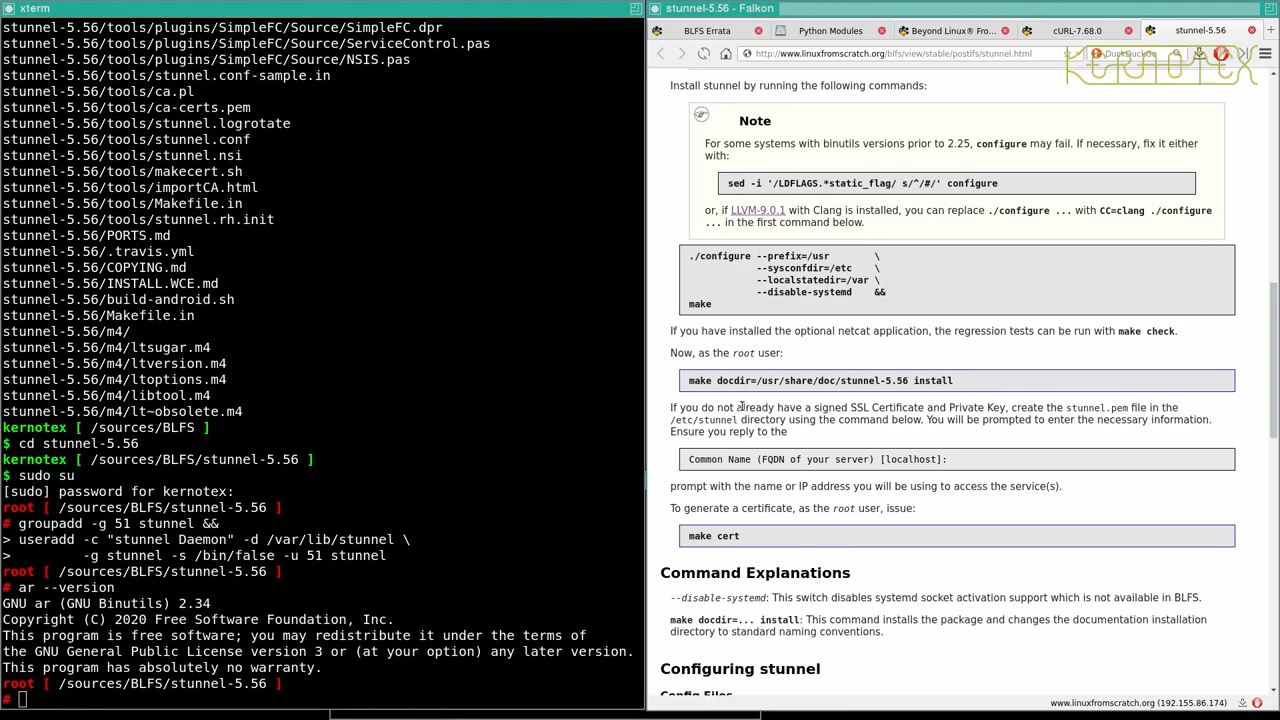 xterm
stunnel-5.56/tools/plugins/SimpleFC/Source/SimpleFC.dpr
stunnel-5.56/tools/plugins/SimpleFC/Source/ServiceControl.pas
stunnel-5.56/tools/plugins/SimpleFC/Source/NSIS.pas
stunnel-5.56/tools/stunnel.conf-sample.in
stunnel-5.56/tools/ca.pl
stunnel-5.56/tools/ca-certs.pem
stunnel-5.56/tools/stunnel.logrotate
stunnel-5.56/tools/stunnel.conf
stunnel-5.56/tools/stunnel.nsi
stunnel-5.56/tools/makecert.sh
stunnel-5.56/tools/importCA.html
stunnel-5.56/tools/Makefile.in
stunnel-5.56/tools/stunnel.rh.init
stunnel-5.56/PORTS.md
stunnel-5.56/.travis.yml
stunnel-5.56/COPYING.md
stunnel-5.56/INSTALL.WCE.md
stunnel-5.56/build-android.sh
stunnel-5.56/Makefile.in
stunnel-5.56/m4/
stunnel-5.56/m4/ltsugar.m4
stunnel-5.56/m4/ltversion.m4
stunnel-5.56/m4/ltoptions.m4
stunnel-5.56/m4/libtool.m4
stunnel-5.56/m4/lt~obsolete.m4
kernotex [ /sources/BLFS ]
$ cd stunnel-5.56
kernotex [ /sources/BLFS/stunnel-5.56 ]
$ sudo su
[sudo] password for kernotex:
root [ /sources/BLFS/stunnel-5.56 ]
# groupadd -g 51 stunnel &&
> useradd -c "stunnel Daemon" -d /var/lib/stunnel \
>         -g stunnel -s /bin/false -u 51 stunnel
root [ /sources/BLFS/stunnel-5.56 ]
# ar --version
GNU ar (GNU Binutils) 2.34
Copyright (C) 2020 Free Software Foundation, Inc.
This program is free software; you may redistribute it under the terms of
the GNU General Public License version 3 or (at your option) any later version.
This program has absolutely no warranty.
root [ /sources/BLFS/stunnel-5.56 ]
#
stunnel-5.56 - Falkon
BLFS Errata
Python Modules
Beyond Linux® Fro...
cURL-7.68.0
stunnel-5.56
http://www.linuxfromscratch.org/blfs/view/stable/postlfs/stunnel.html
DuckDuckGo
KERNOTEX
Install stunnel by running the following commands:
Note
For some systems with binutils versions prior to 2.25, configure may fail. If necessary, fix it either
with:
sed -i '/LDFLAGS.*static_flag/ s/^/#/' configure
or, if LLVM-9.0.1 with Clang is installed, you can replace ./configure ... with CC=clang ./configure
... in the first command below.
./configure --prefix=/usr \
--sysconfdir=/etc \
--localstatedir=/var \
--disable-systemd &&
make
If you have installed the optional netcat application, the regression tests can be run with make check.
Now, as the root user:
make docdir=/usr/share/doc/stunnel-5.56 install
If you do not already have a signed SSL Certificate and Private Key, create the stunnel.pem file in the
/etc/stunnel directory using the command below. You will be prompted to enter the necessary information.
Ensure you reply to the
Common Name (FQDN of your server) [localhost]:
prompt with the name or IP address you will be using to access the service(s).
To generate a certificate, as the root user, issue:
make cert
Command Explanations
--disable-systemd: This switch disables systemd socket activation support which is not available in BLFS.
make docdir=... install: This command installs the package and changes the documentation installation
directory to standard naming conventions.
Configuring stunnel
Config Files
www.linuxfromscratch.org (192.155.86.174)